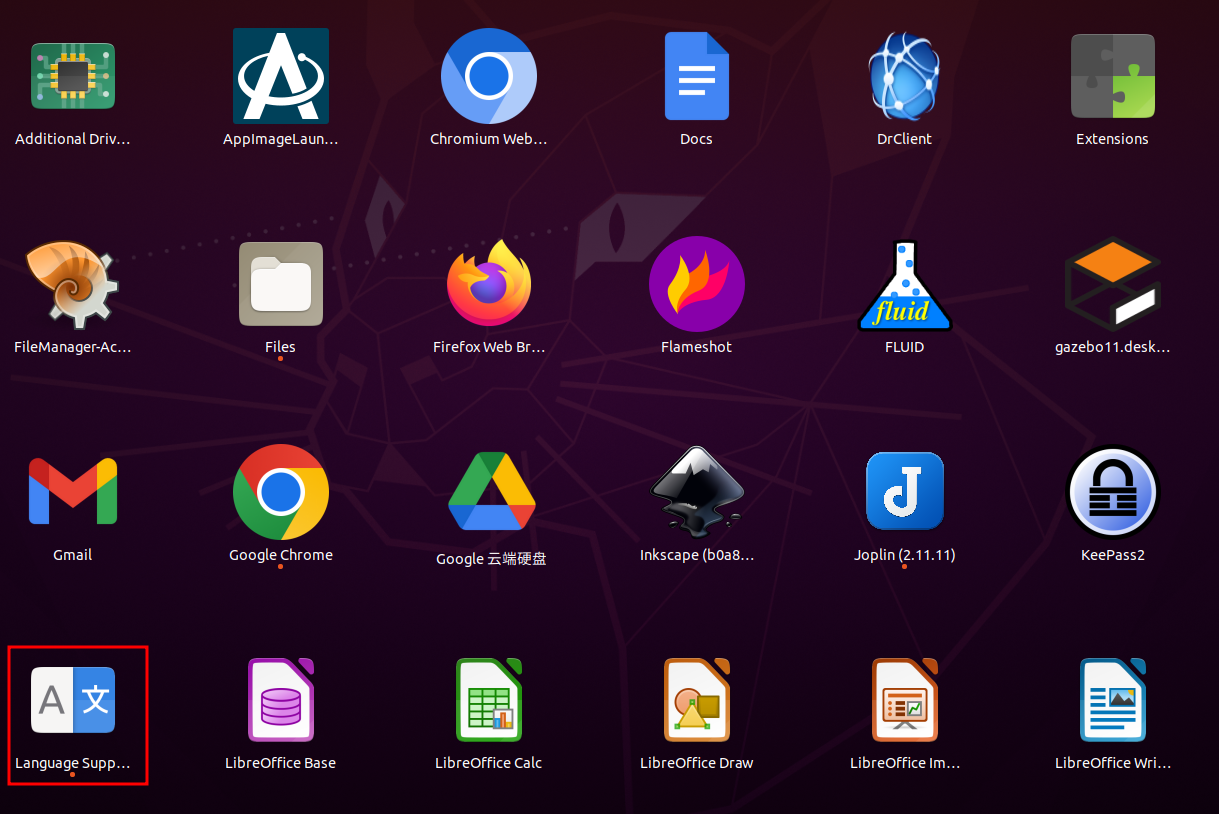 Additional Driv...
AppImageLaun...
Chromium Web...
Docs
DrClient
Extensions
fluid
FileManager-Ac...
Files
Firefox Web Br...
Flameshot
FLUID
gazebo11.desk...
J
Gmail
Google Chrome
Google 云端硬盘
Inkscape (b0a8...
Joplin (2.11.11)
KeePass2
A 文
Language Supp...
LibreOffice Base
LibreOffice Calc
LibreOffice Draw
LibreOffice Im...
LibreOffice Wri...